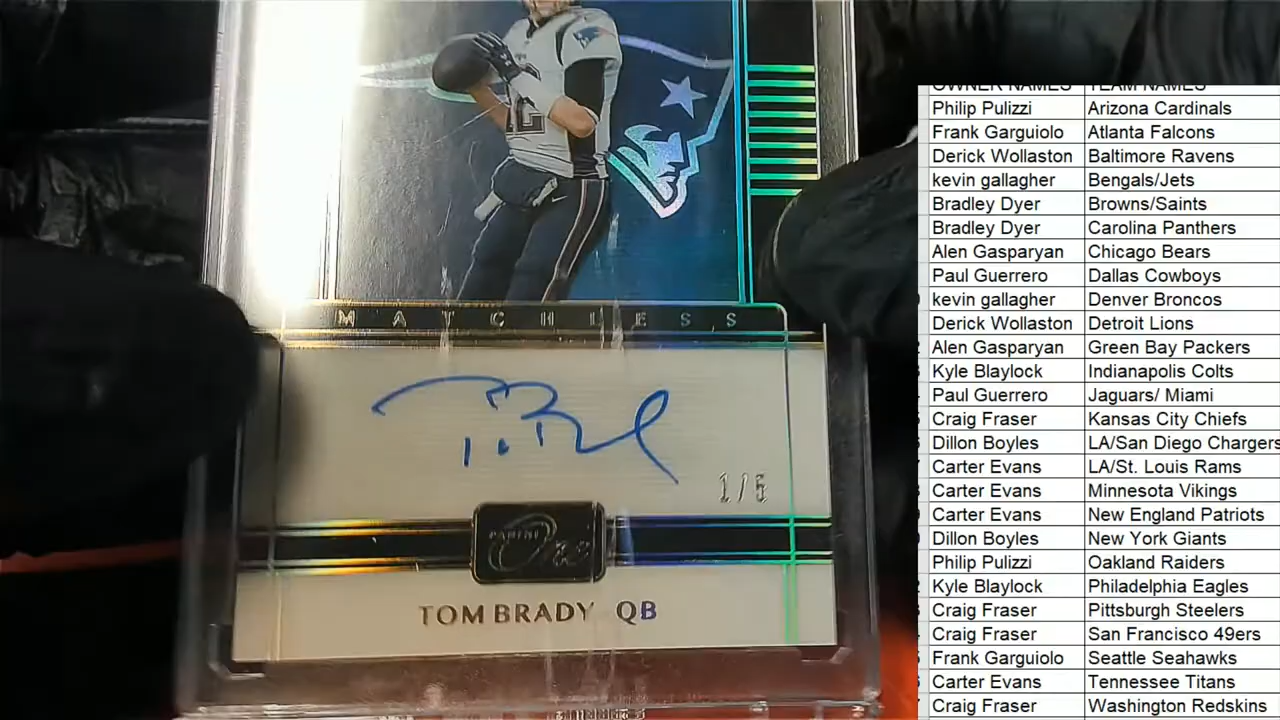 12
MATCHLESS
1/5
PANINI
TOM BRADY QB
OWNER NAMES TEAM NAMES
Philip Pulizzi Arizona Cardinals
Frank Garguiolo Atlanta Falcons
Derick Wollaston Baltimore Ravens
kevin gallagher Bengals/Jets
Bradley Dyer Browns/Saints
Bradley Dyer Carolina Panthers
Alen Gasparyan Chicago Bears
Paul Guerrero Dallas Cowboys
kevin gallagher Denver Broncos
Derick Wollaston Detroit Lions
Alen Gasparyan Green Bay Packers
Kyle Blaylock Indianapolis Colts
Paul Guerrero Jaguars/ Miami
Craig Fraser Kansas City Chiefs
Dillon Boyles LA/San Diego Chargers
Carter Evans LA/St. Louis Rams
Carter Evans Minnesota Vikings
Carter Evans New England Patriots
Dillon Boyles New York Giants
Philip Pulizzi Oakland Raiders
Kyle Blaylock Philadelphia Eagles
Craig Fraser Pittsburgh Steelers
Craig Fraser San Francisco 49ers
Frank Garguiolo Seattle Seahawks
Carter Evans Tennessee Titans
Craig Fraser Washington Redskins